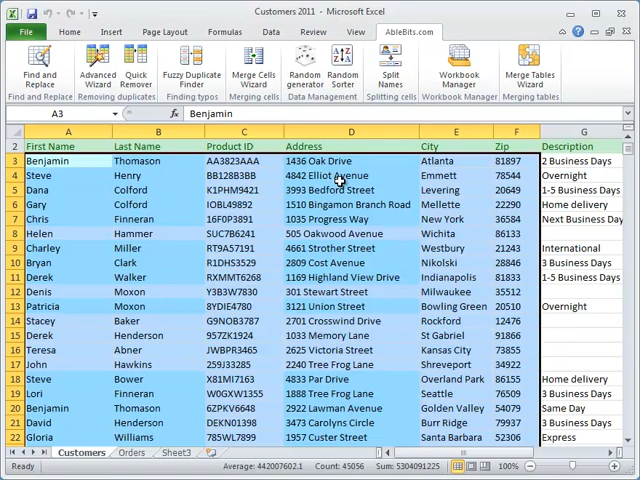 Customers 2011 - Microsoft Excel
File Home Insert Page Layout Formulas Data Review View AbleBits.com
Find and Replace
Advanced Wizard
Quick Remover
Fuzzy Duplicate Finder
Merge Cells Wizard
Random generator
Random Sorter
Split Names
Workbook Manager
Merge Tables Wizard
Find and Replace Removing duplicates Finding typos Merging cells Data Management Splitting cells Workbook Manager Merging tables
A3 fx Benjamin
A B C D E F G
2 First Name Last Name Product ID Address City Zip Description
3 Benjamin Thomason AA3823AAA 1436 Oak Drive Atlanta 81897 2 Business Days
4 Steve Henry BB128B3BB 4842 Elliot Avenue Emmett 78544 Overnight
5 Dana Colford K1PHM9421 3993 Bedford Street Levering 20649 1-5 Business Days
6 Gary Colford IOBL49892 1510 Bingamon Branch Road Mellette 22290 Home delivery
7 Chris Finneran 16F0P3891 1035 Progress Way New York 36584 Next Business Day
8 Helen Hammer SUC7B6241 505 Oakwood Avenue Wichita 86133
9 Charley Miller RT9A57191 4661 Strother Street Westbury 21243 International
10 Bryan Clark R1DHS3529 2809 Cost Avenue Nikolski 28846 3 Business Days
11 Derek Walker RXMMT6268 1169 Highland View Drive Indianapolis 81833 1-5 Business Days
12 Denis Moxon Y3B3W7830 301 Stewart Street Milwaukee 35512
13 Patricia Moxon 8YDIE4780 3121 Union Street Bowling Green 20510 Overnight
14 Stacey Baker G9NOB3787 2701 Crosswind Drive Rockford 12476
15 Derek Henderson 957ZK1924 1033 Memory Lane St Gabriel 91866
16 Teresa Abner JWBPR3465 2625 Victoria Street Kansas City 73855
17 John Hawkins 259J33285 2240 Tree Frog Lane Shreveport 34922
18 Steve Bower X81MI7163 4833 Par Drive Overland Park 86155 Home delivery
19 Lori Finneran W0GXW1355 1888 Tree Frog Lane Seattle 76509 3 Business Days
20 Benjamin Thomason 6ZPKV6648 2922 Lawman Avenue Golden Valley 54079 Same Day
21 David Henderson DEKN01398 3473 Carolyns Circle Burr Ridge 79937 3 Business Days
22 Gloria Williams 785WL7899 1957 Custer Street Santa Barbara 52306 Express
Customers Orders Sheet3
Ready Average: 442007602.1 Count: 45056 Sum: 5304091225 100%